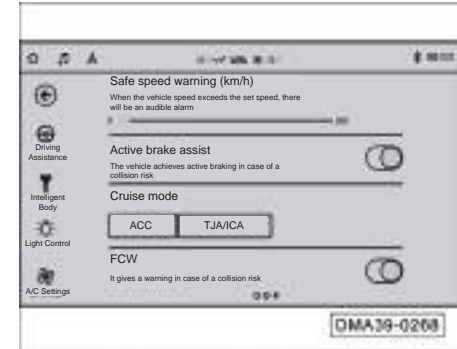 Safe speed warning (km/h)
When the vehicle speed exceeds the set speed, there
will be an audible alarm
Driving
Assistance
Active brake assist
The vehicle achieves active braking in case of a
collision risk
Intelligent
Body
Cruise mode
ACC TJA/ICA
Light Control
FCW
It gives a warning in case of a collision risk
A/C Settings
DMA39-0268